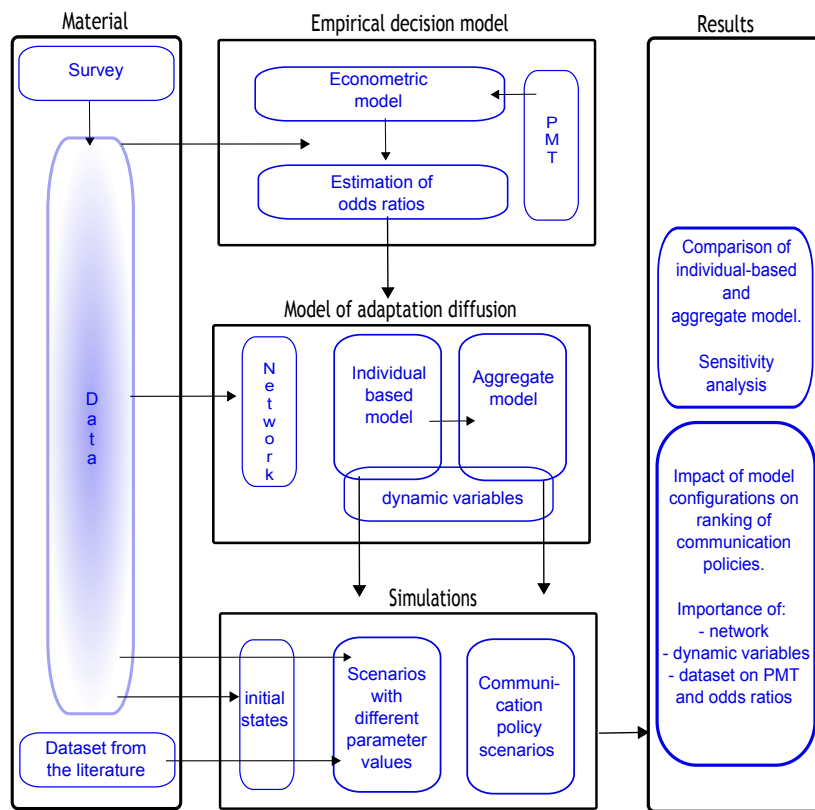 Material
Survey
D
a
t
a
Dataset from
the literature
Empirical decision model
Econometric
model
P
M
T
Estimation of
odds ratios
Model of adaptation diffusion
N
e
t
w
o
r
k
Individual
based
model
Aggregate
model
dynamic variables
Simulations
initial
states
Scenarios
with
different
parameter
values
Communi-
cation
policy
scenarios
Results
Comparison of
individual-based
and
aggregate model.
Sensitivity
analysis
Impact of model
configurations on
ranking of
communication
policies.
Importance of:
- network
- dynamic variables
- dataset on PMT
and odds ratios